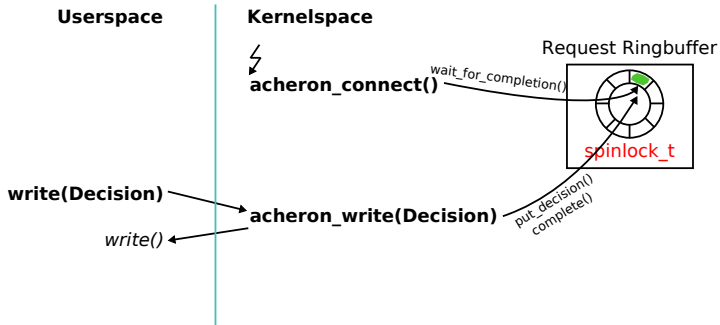 Userspace
Kernelspace
Request Ringbuffer
wait_for_completion()
acheron_connect()
spinlock_t
write(Decision)
acheron_write(Decision)
put_decision()
complete()
write()